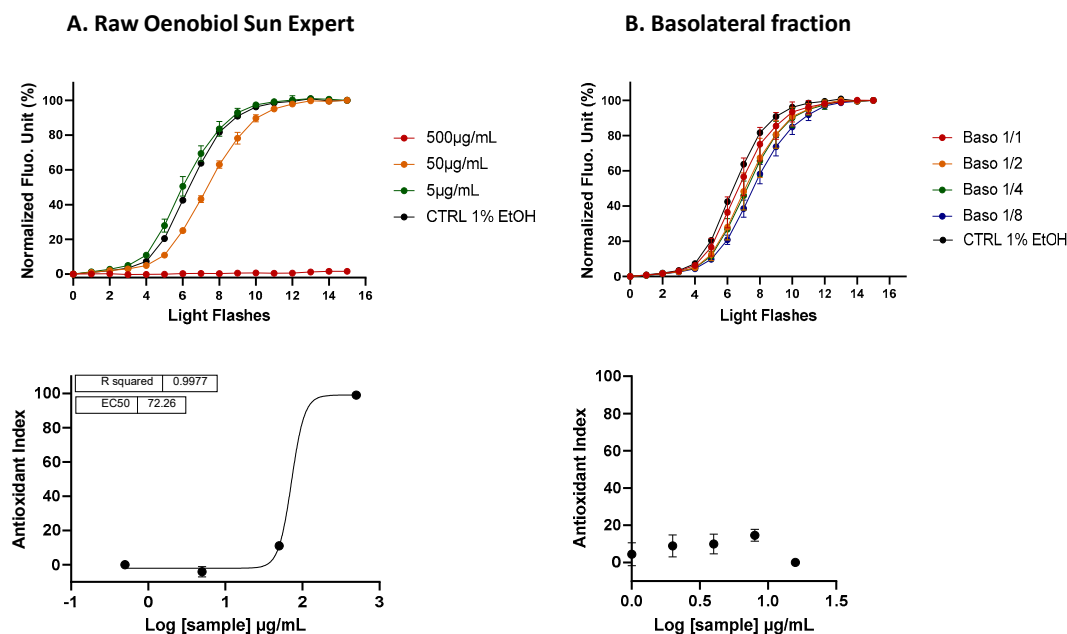 A. Raw Oenobiol Sun Expert
B. Basolateral fraction
Normalized Fluo. Unit (%)
100
80
60
40
20
0
0 2 4 6 8 10 12 14 16
Light Flashes
500µg/mL
50µg/mL
5µg/mL
CTRL 1% EtOH
Normalized Fluo. Unit (%)
100
80
60
40
20
0
0 2 4 6 8 10 12 14 16
Light Flashes
Baso 1/1
Baso 1/2
Baso 1/4
Baso 1/8
CTRL 1% EtOH
R squared 0.9977
EC50 72.26
Antioxidant Index
100
80
60
40
20
0
-1 0 1 2 3
Log [sample] µg/mL
Antioxidant Index
100
80
60
40
20
0
0.0 0.5 1.0 1.5
Log [sample] µg/mL